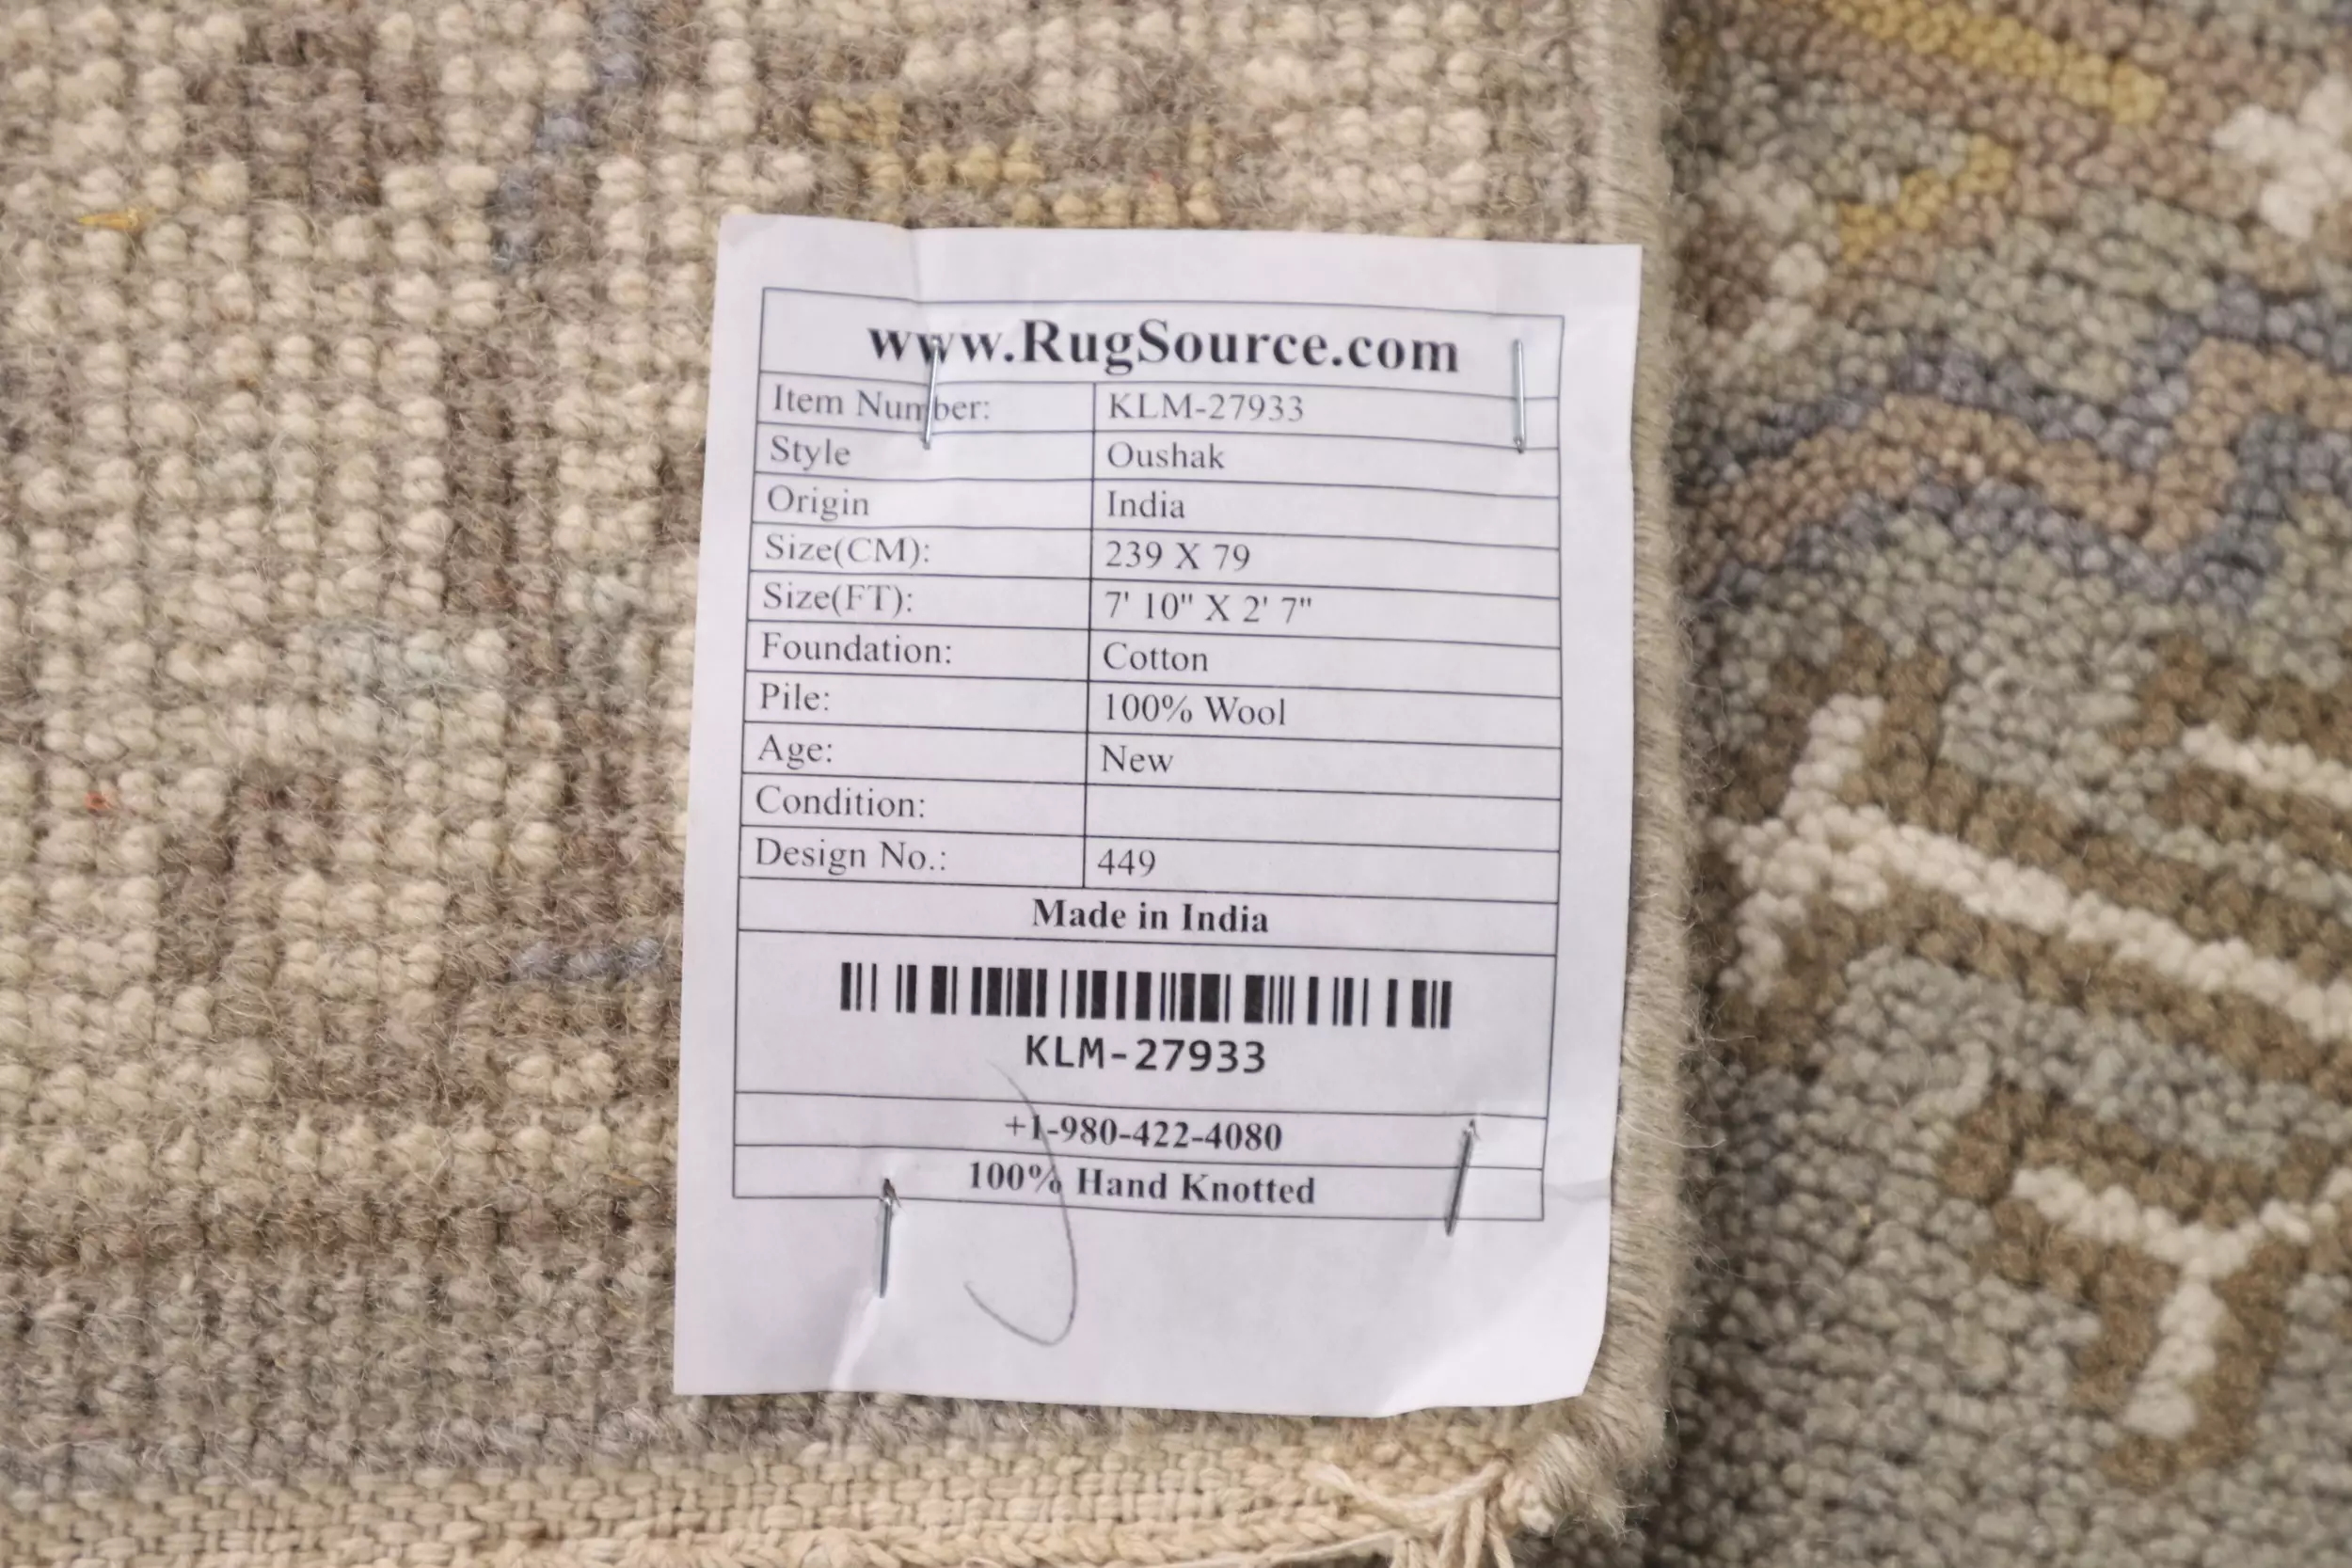 www.RugSource.com
Item Number: KLM-27933
Style Oushak
Origin India
Size(CM): 239 X 79
Size(FT): 7' 10" X 2' 7"
Foundation: Cotton
Pile: 100% Wool
Age: New
Condition:
Design No.: 449
Made in India
KLM-27933
+1-980-422-4080
100% Hand Knotted